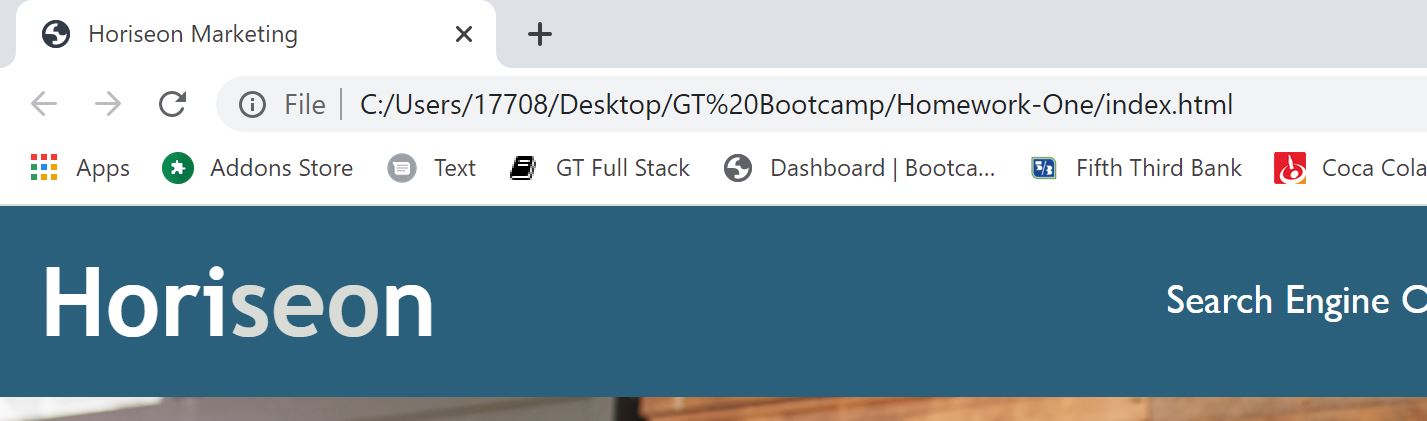 Horiseon Marketing
File C:/Users/17708/Desktop/GT%20Bootcamp/Homework-One/index.html
Apps Addons Store Text GT Full Stack Dashboard | Bootca... Fifth Third Bank Coca Cola
Horiseon Search Engine O